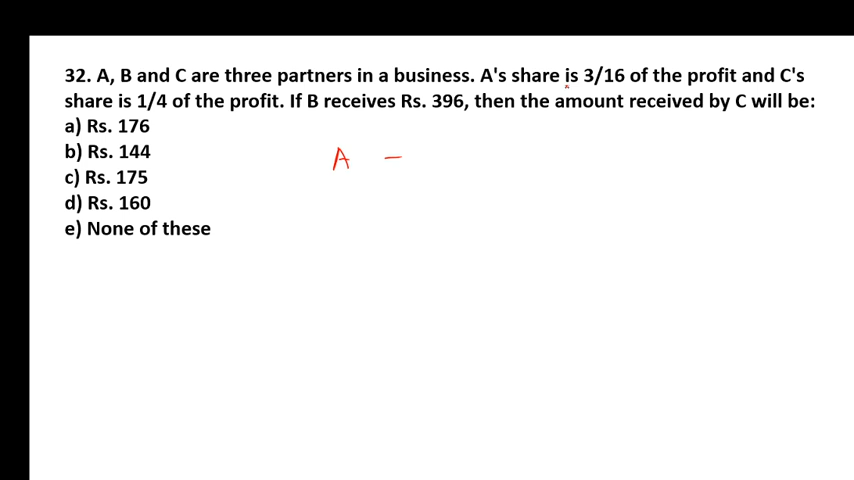 32. A, B and C are three partners in a business. A's share is 3/16 of the profit and C's
share is 1/4 of the profit. If B receives Rs. 396, then the amount received by C will be:
a) Rs. 176
b) Rs. 144
c) Rs. 175
d) Rs. 160
e) None of these
A –